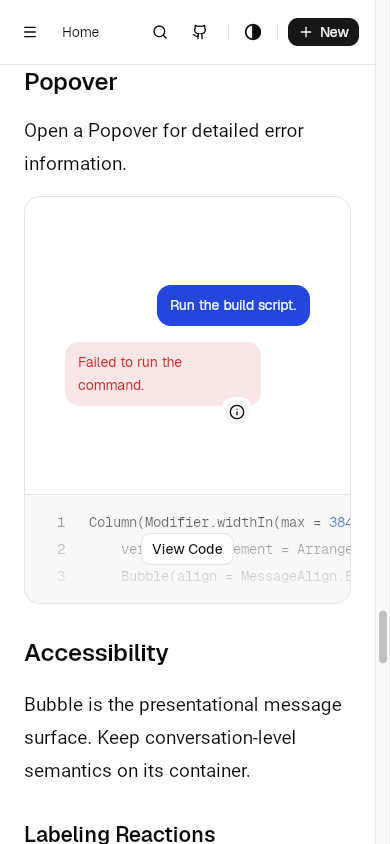 Home
New
Popover
Open a Popover for detailed error
information.
Run the build script.
Failed to run the
command.
1 Column(Modifier.widthIn(max = 384
2 ement = Arrange
View Code
3 Bubble(align = MessageAlign.E
Accessibility
Bubble is the presentational message
surface. Keep conversation-level
semantics on its container.
Labeling Reactions